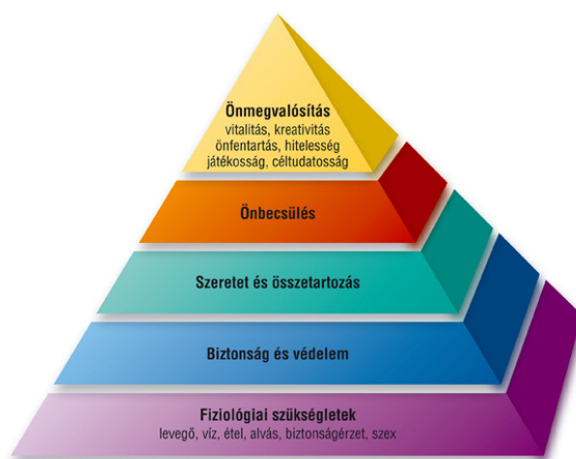 Önmegvalósítás
vitalitás, kreativitás
önfentartás, hitelesség
játékosság, céltudatosság
Önbecsülés
Szeretet és összetartozás
Biztonság és védelem
Fiziológiai szükségletek
levegő, víz, étel, alvás, biztonságérzet, szex